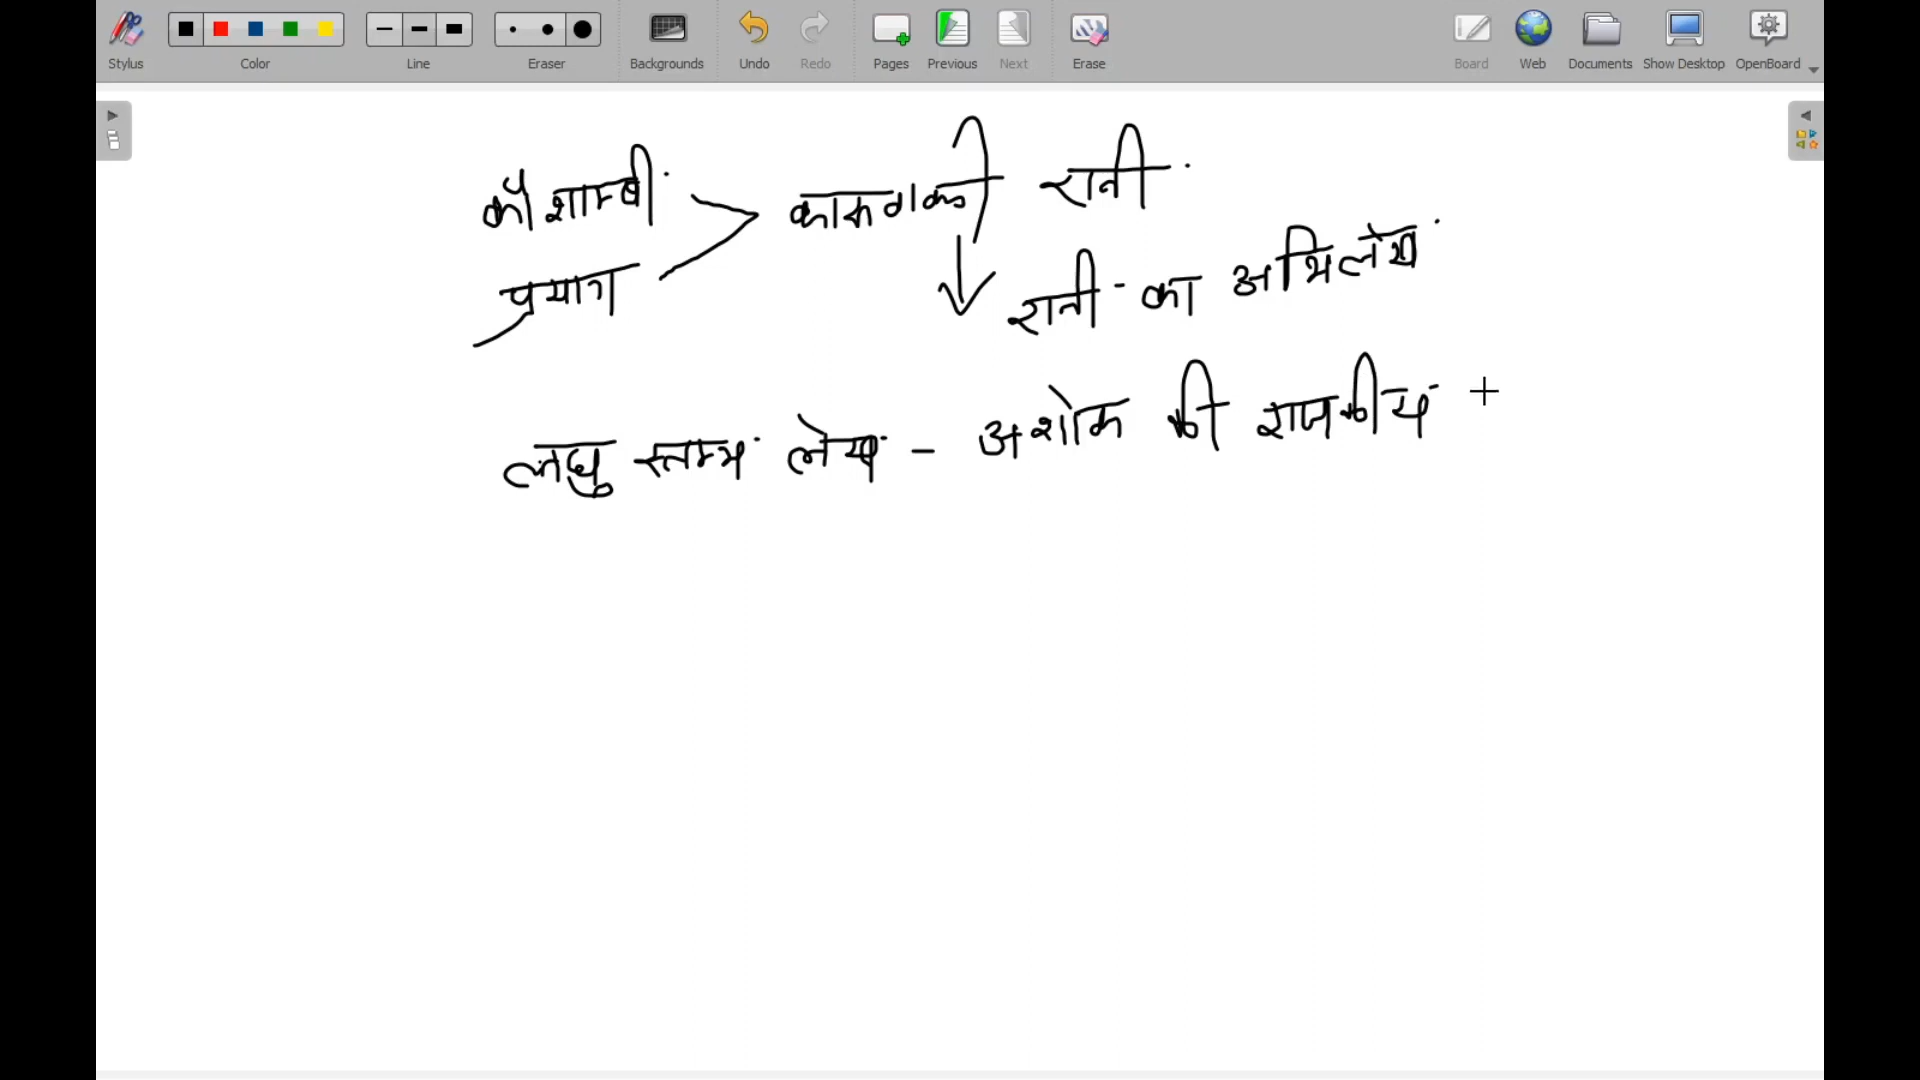 Stylus Color Line Eraser Backgrounds Undo Redo Pages Previous Next Erase Board Web Documents Show Desktop OpenBoard
कौशाम्बी
प्रयाग
कारुवाकी रानी
रानी का अभिलेख
लघु स्तम्भ लेख - अशोक की राजकीय